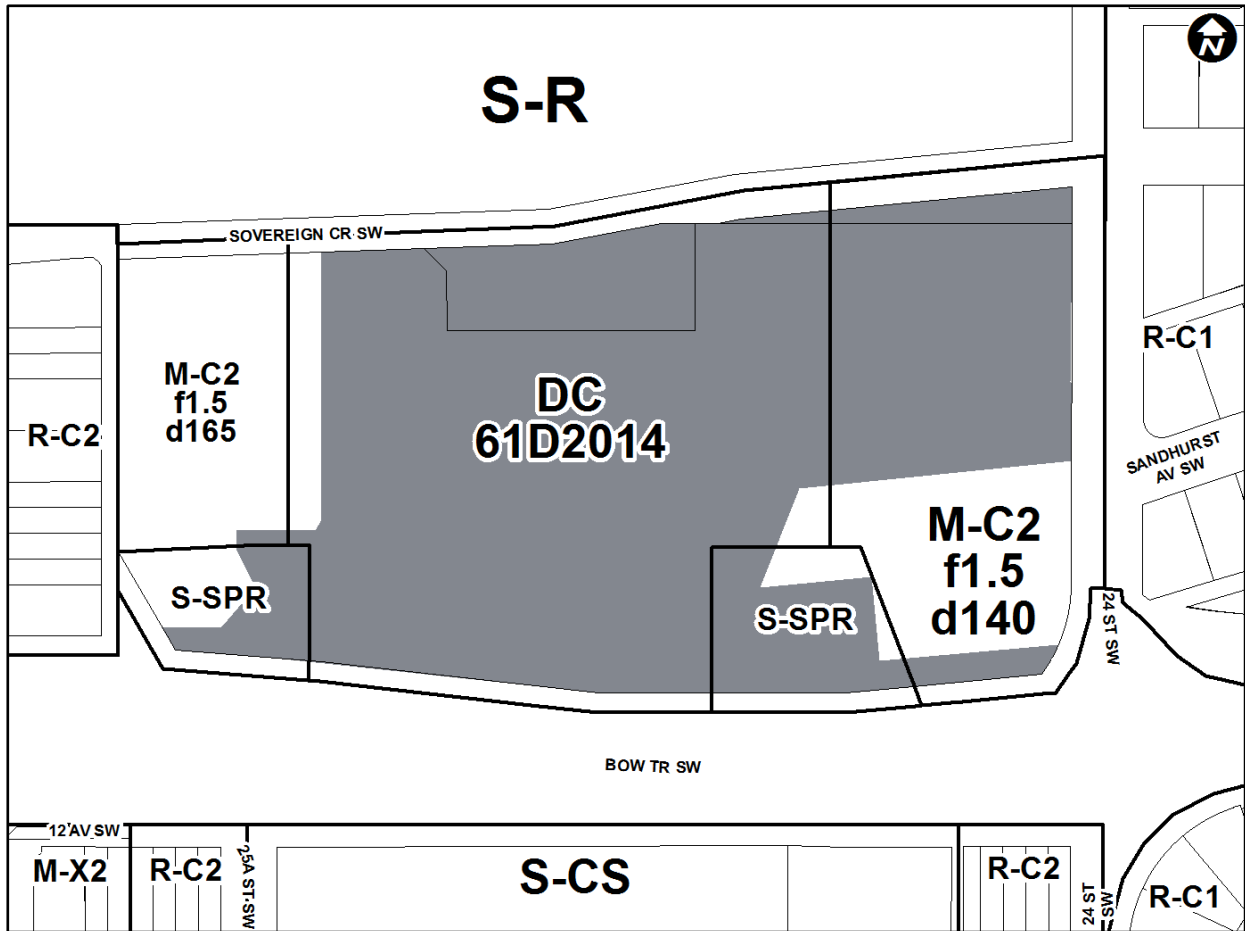 N
S-R
SOVEREIGN CR SW
R-C1
M-C2
f1.5
d165
DC
61D2014
R-C2
SANDHURST
AV SW
M-C2
f1.5
d140
S-SPR
S-SPR
24 ST SW
BOW TR SW
12 AV SW
M-X2
R-C2
25A ST SW
S-CS
R-C2
24 ST
SW
R-C1